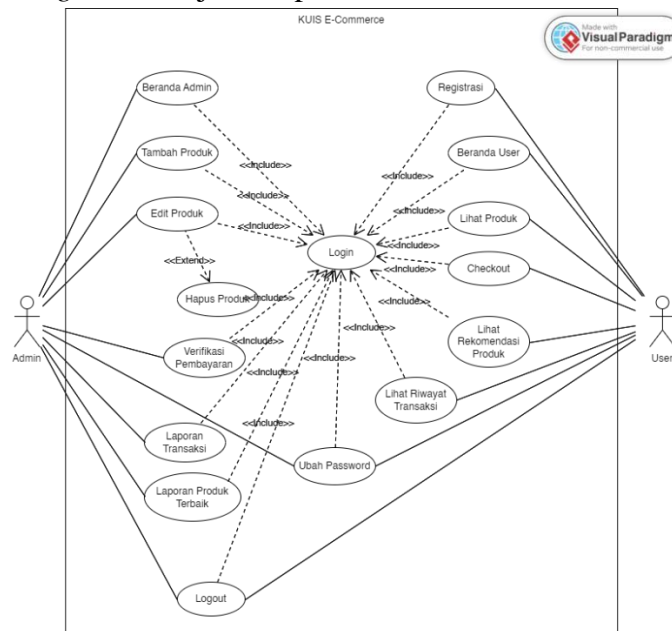 KUIS E-Commerce
Made with
Visual Paradigm
For non-commercial use
Beranda Admin
Registrasi
Tambah Produk
<<Include>>
<<Include>>
Beranda User
Edit Produk
<<Include>>
<<Include>>
Lihat Produk
<<Include>>
<<Include>>
Login
<<Extend>>
<<Include>>
Checkout
Hapus Produk
<<Include>>
<<Include>>
Admin
Verifikasi
Pembayaran
<<Include>>
<<Include>>
Lihat
Rekomendasi
Produk
User
<<Include>>
<<Include>>
Lihat Riwayat
Transaksi
<<Include>>
Laporan
Transaksi
Ubah Password
Laporan Produk
Terbaik
Logout